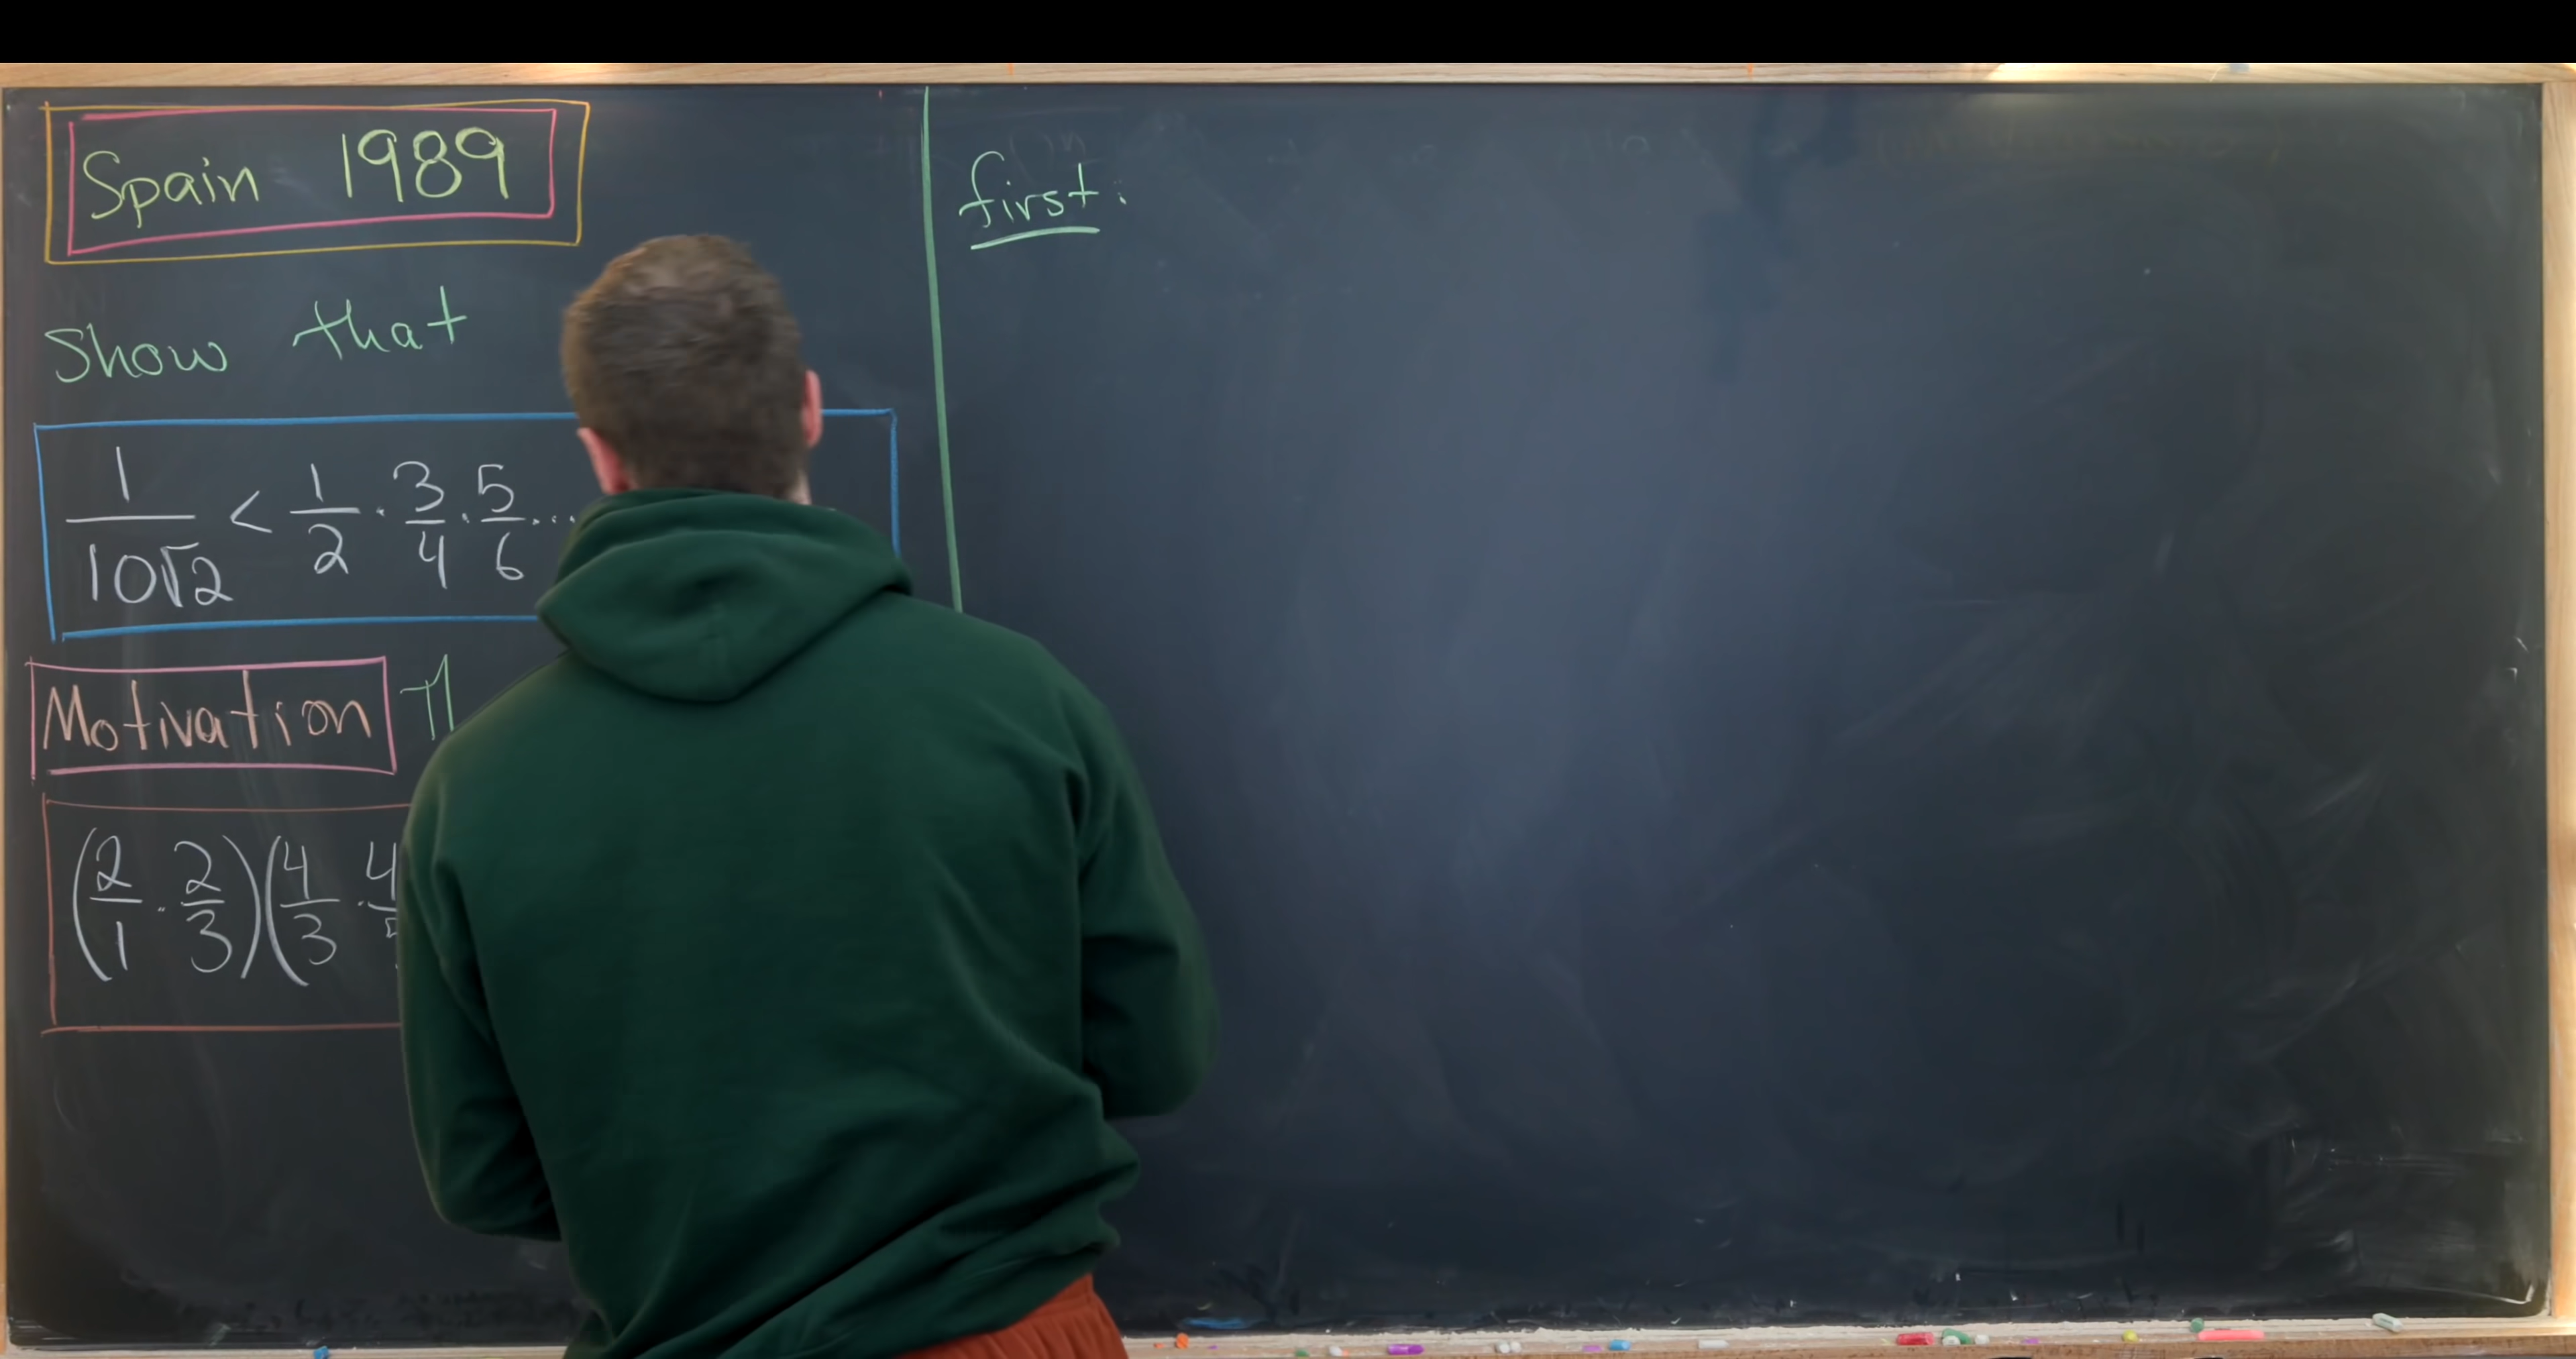 Spain 1989
first:
Show that
1/10√2 < 1/2 · 3/4 · 5/6 ...
Motivation
(2/1 · 2/3)(4/3 · 4